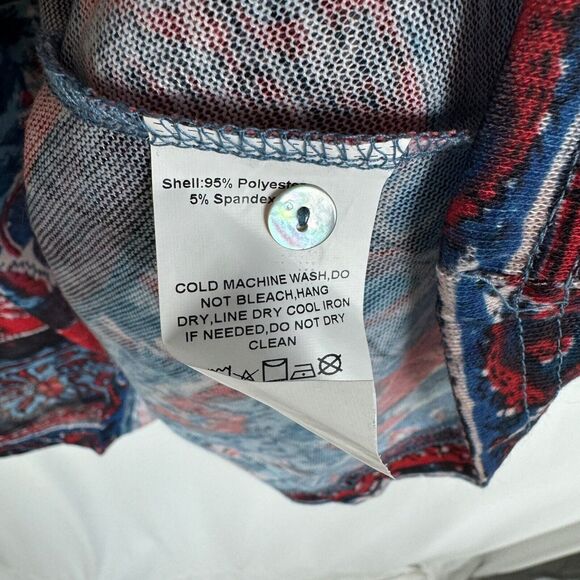 Shell:95% Polyester
5% Spandex
COLD MACHINE WASH,DO
NOT BLEACH,HANG
DRY,LINE DRY COOL IRON
IF NEEDED,DO NOT DRY
CLEAN